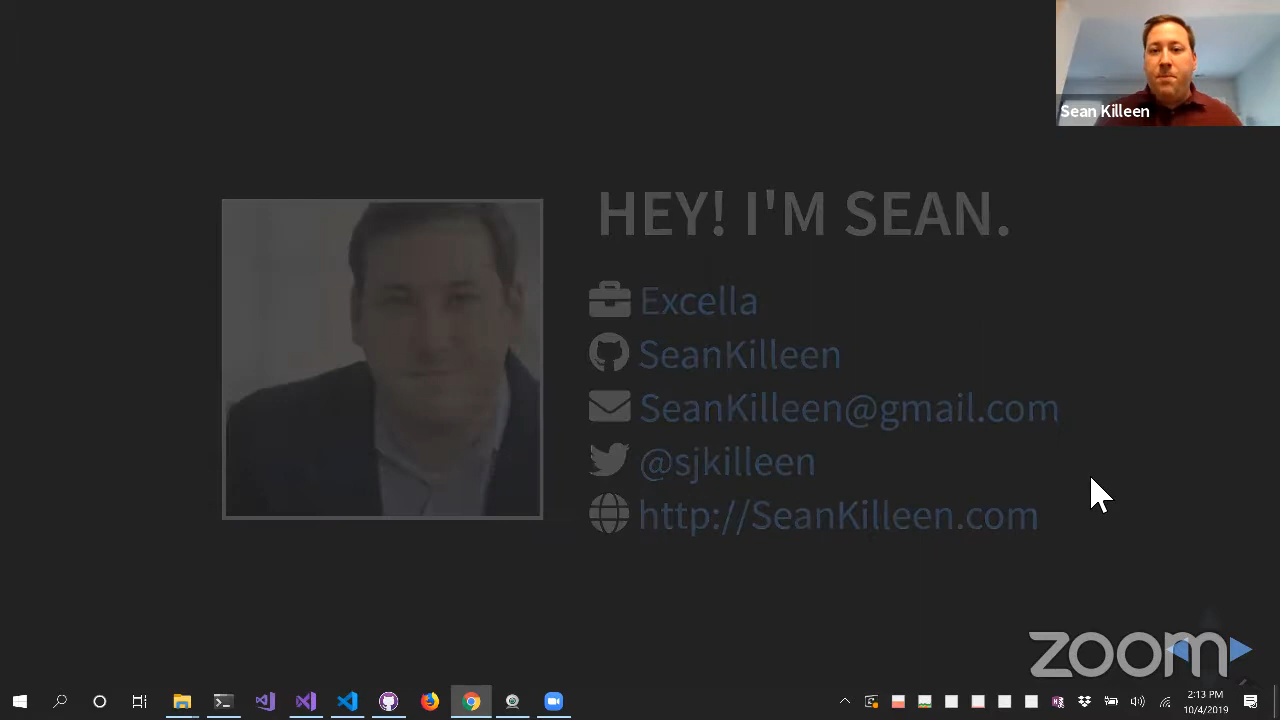 Sean Killeen
HEY! I'M SEAN.
Excella
SeanKilleen
SeanKilleen@gmail.com
@sjkilleen
http://SeanKilleen.com
zoom
2:13 PM
10/4/2019